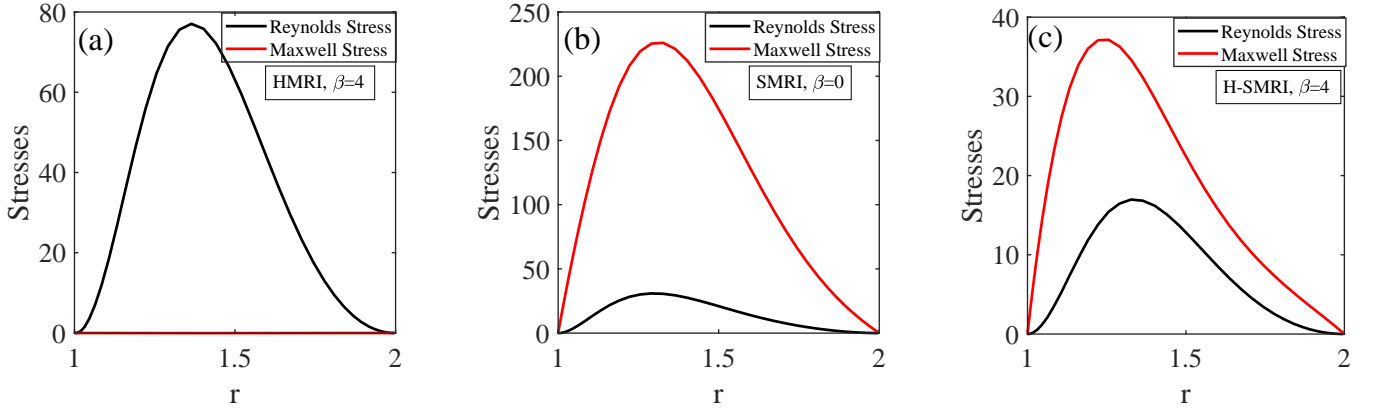 (a)
Reynolds Stress
Maxwell Stress
HMRI, β=4
80
60
40
20
0
Stresses
1
1.5
2
r
(b)
Reynolds Stress
Maxwell Stress
SMRI, β=0
250
200
150
100
50
0
Stresses
1
1.5
2
r
(c)
Reynolds Stress
Maxwell Stress
H-SMRI, β=4
40
30
20
10
0
Stresses
1
1.5
2
r